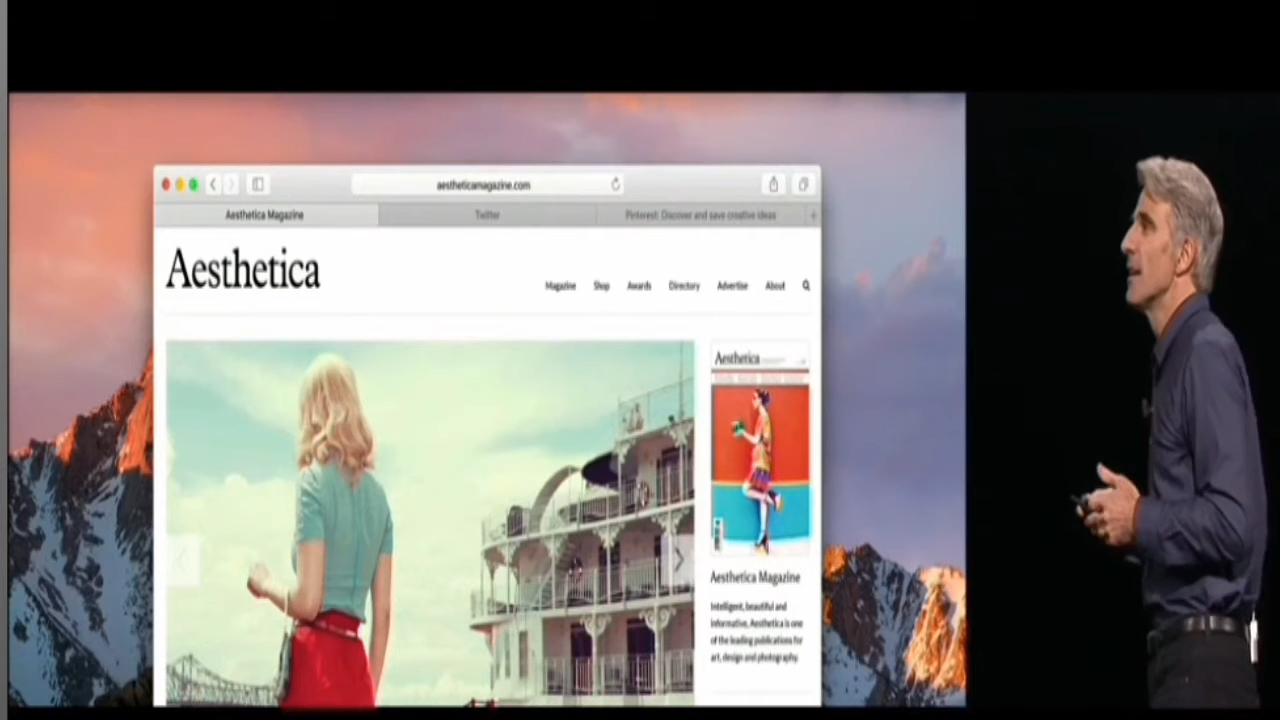 aestheticamagazine.com
Aesthetica Magazine
Twitter
Pinterest: Discover and save creative ideas
+
Aesthetica
Magazine Shop Awards Directory Advertise About
Aesthetica
Aesthetica Magazine
Intelligent, beautiful and
informative, Aesthetica is one
of the leading publications for
art, design and photography.